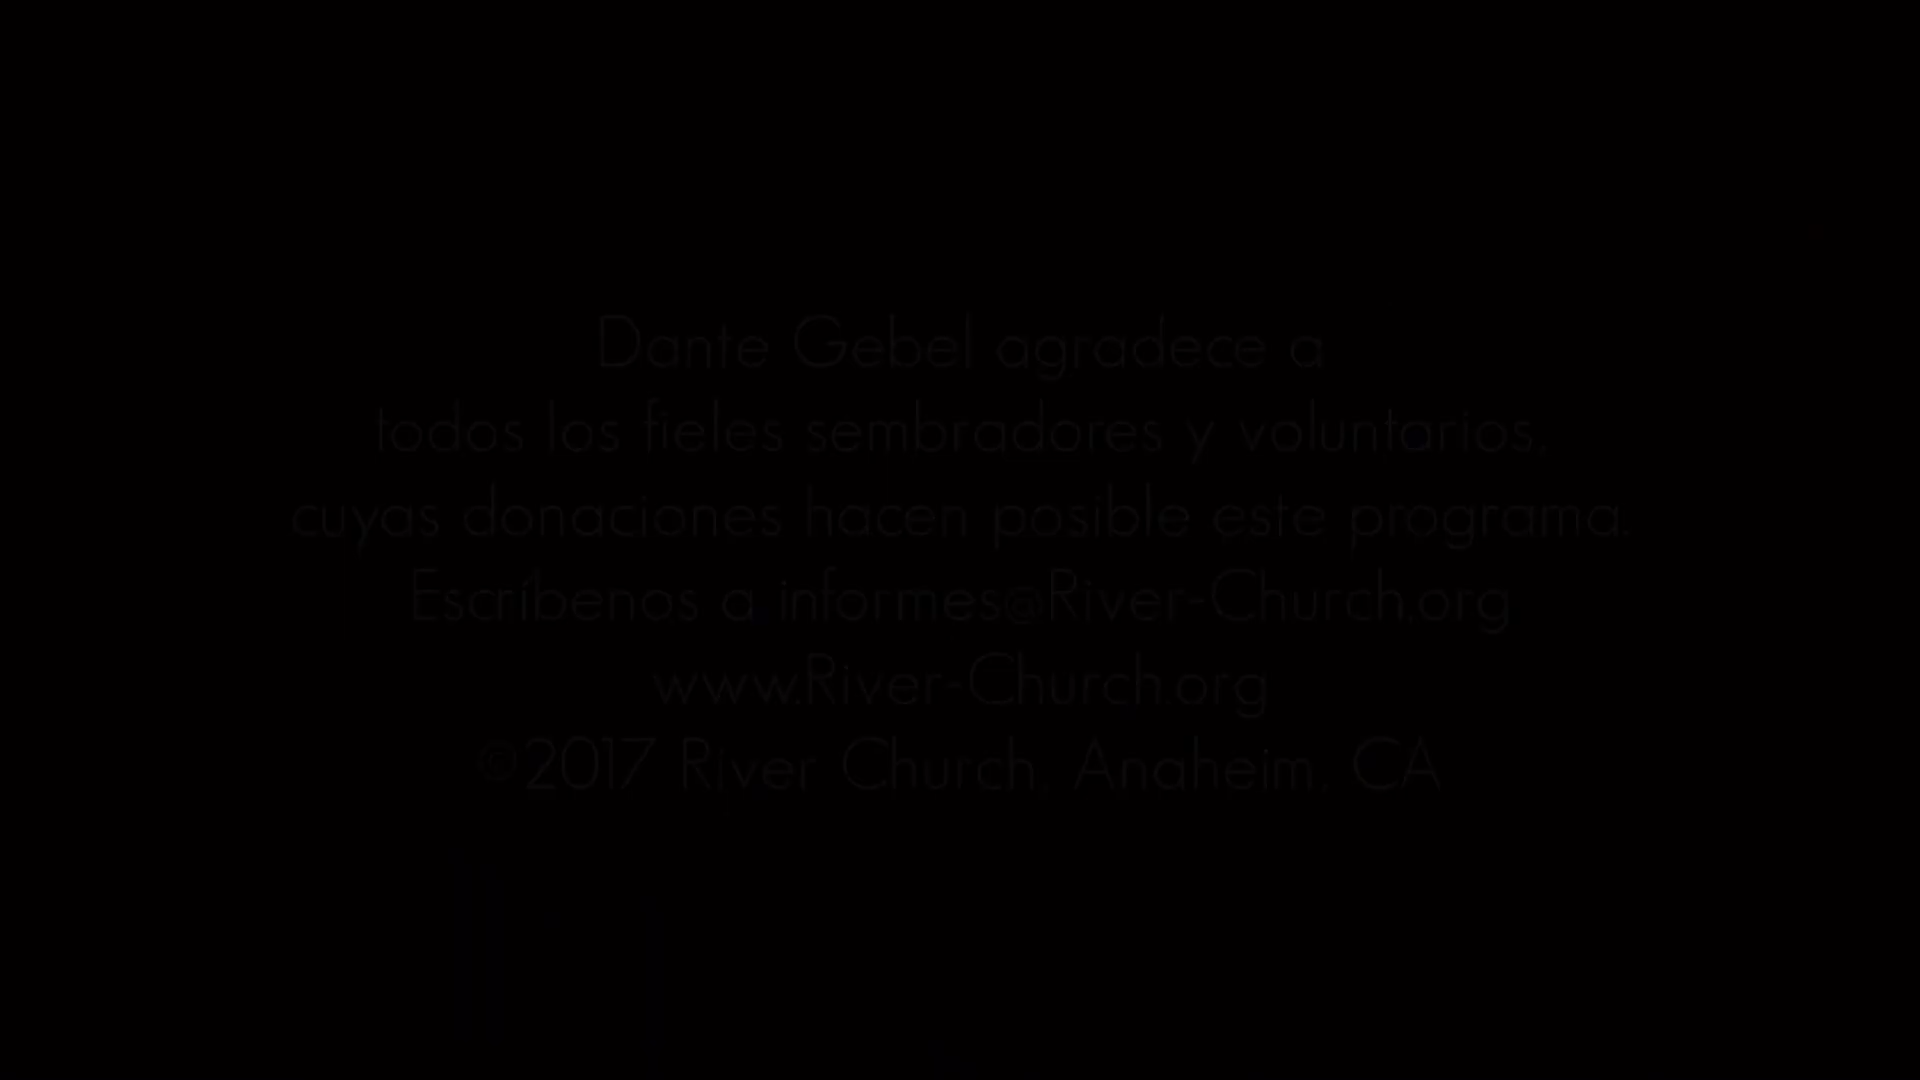 Dante Gebel agradece a
todos los fieles sembradores y voluntarios,
cuyas donaciones hacen posible este programa.
Escríbenos a informes@River-Church.org
www.River-Church.org
©2017 River Church, Anaheim, CA